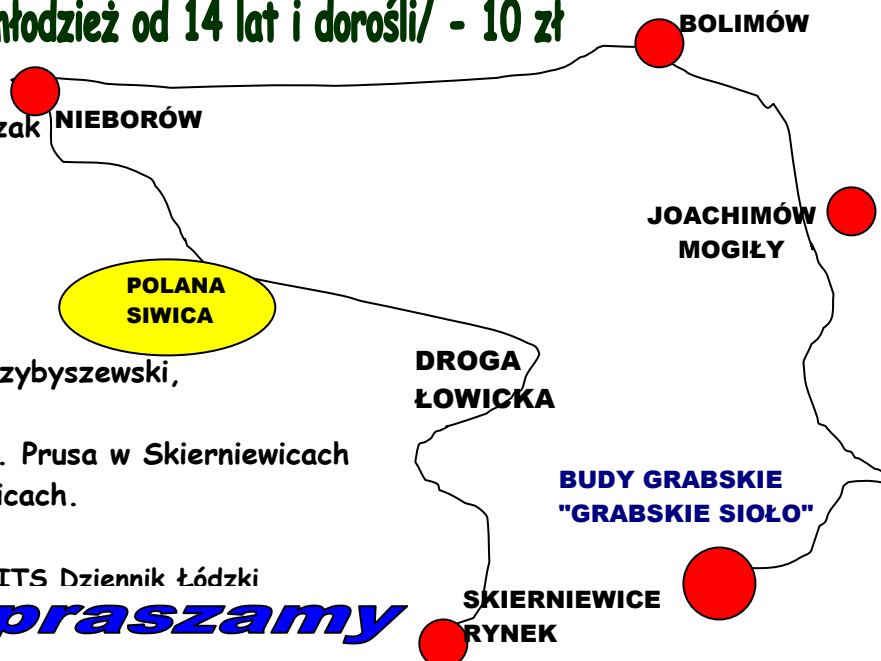 młodzież od 14 lat i dorośli/ - 10 zł
BOLIMÓW
zak
NIEBORÓW
JOACHIMÓW
MOGIŁY
POLANA
SIWICA
zybyszewski,
DROGA
ŁOWICKA
. Prusa w Skierniewicach
icach.
BUDY GRABSKIE
"GRABSKIE SIOŁO"
ITS Dziennik Łódzki
praszamy
SKIERNIEWICE
RYNEK